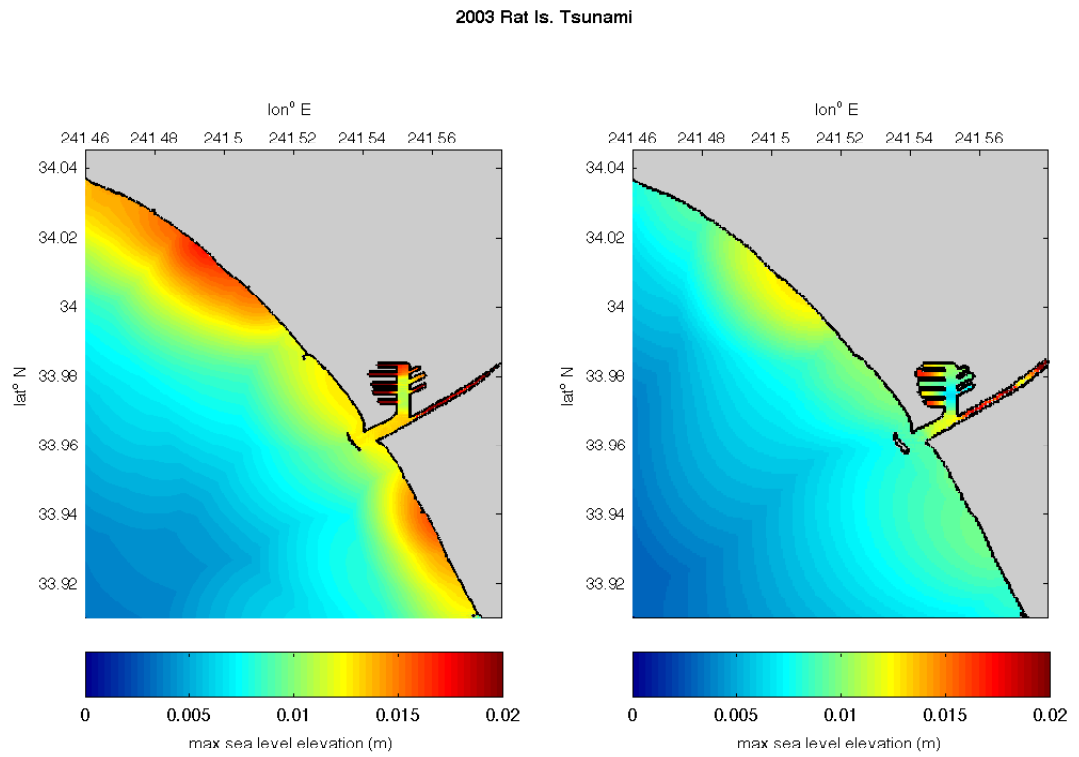 2003 Rat Is. Tsunami
lon° E
241.46 241.48 241.5 241.52 241.54 241.56
34.04
34.02
34
33.98
33.96
33.94
33.92
lat° N
0 0.005 0.01 0.015 0.02
max sea level elevation (m)
lon° E
241.46 241.48 241.5 241.52 241.54 241.56
34.04
34.02
34
33.98
33.96
33.94
33.92
lat° N
0 0.005 0.01 0.015 0.02
max sea level elevation (m)